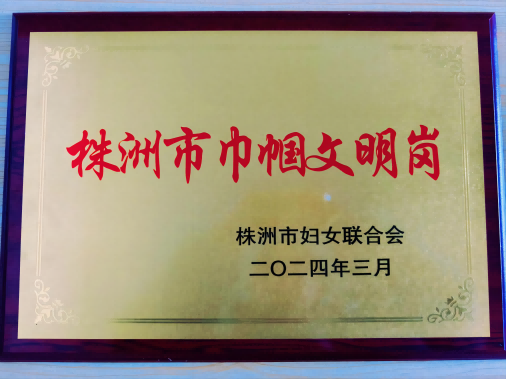 株洲市巾帼文明岗
株洲市妇女联合会
二〇二四年三月